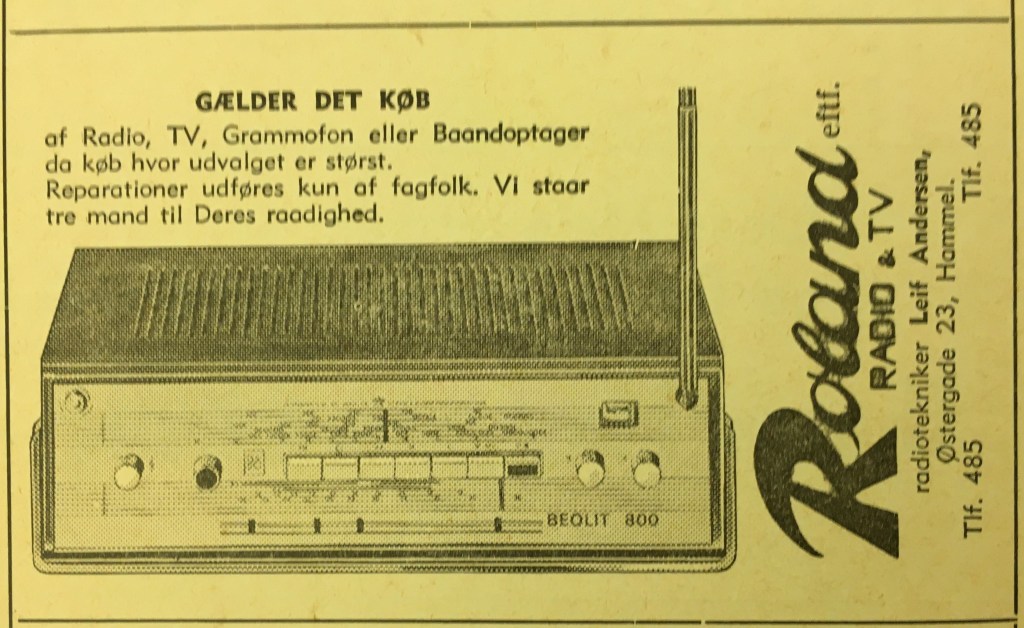 GÆLDER DET KØB
af Radio, TV, Grammofon eller Baandoptager
da køb hvor udvalget er størst.
Reparationer udføres kun af fagfolk. Vi staar
tre mand til Deres raadighed.
BEOLIT 800
Roland eftf.
RADIO & TV
radiotekniker Leif Andersen,
Østergade 23, Hammel.
Tlf. 485 Tlf. 485